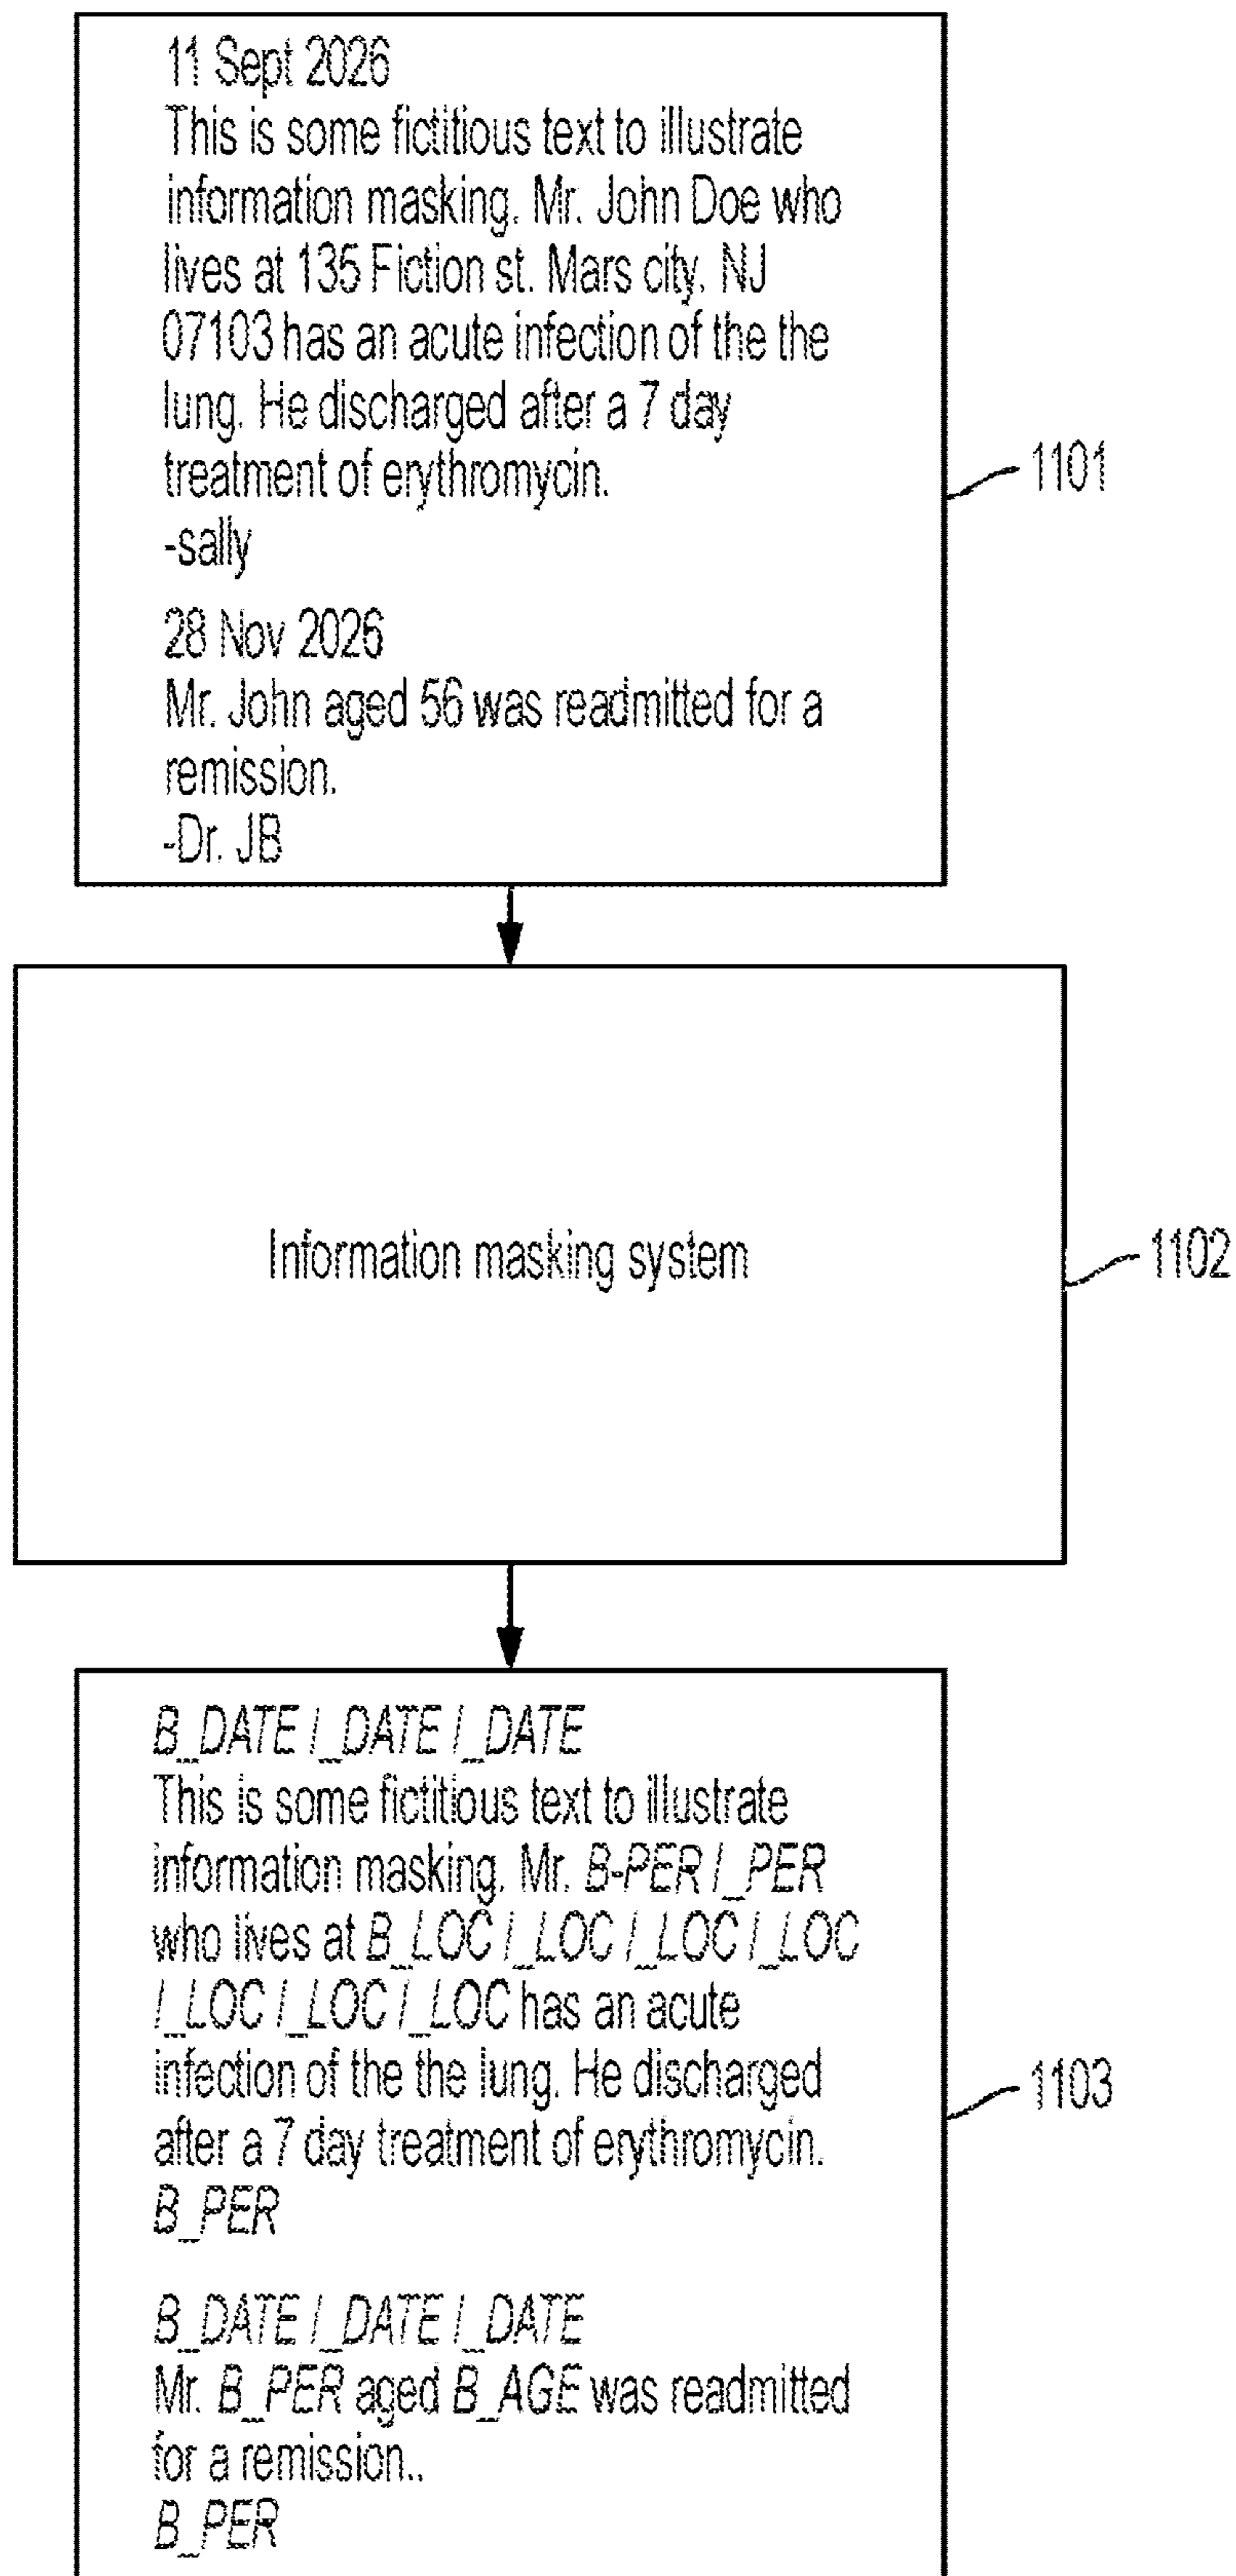 11 Sept 2026
This is some fictitious text to illustrate
information masking. Mr. John Doe who
lives at 135 Fiction st. Mars city, NJ
07103 has an acute infection of the the
lung. He discharged after a 7 day
treatment of erythromycin.
-sally
28 Nov 2026
Mr. John aged 56 was readmitted for a
remission.
-Dr. JB
1101
Information masking system
1102
B_DATE I_DATE I_DATE
This is some fictitious text to illustrate
information masking. Mr. B-PER I_PER
who lives at B_LOC I_LOC I_LOC I_LOC
I_LOC I_LOC I_LOC has an acute
infection of the the lung. He discharged
after a 7 day treatment of erythromycin.
B_PER
B_DATE I_DATE I_DATE
Mr. B_PER aged B_AGE was readmitted
for a remission..
B_PER
1103